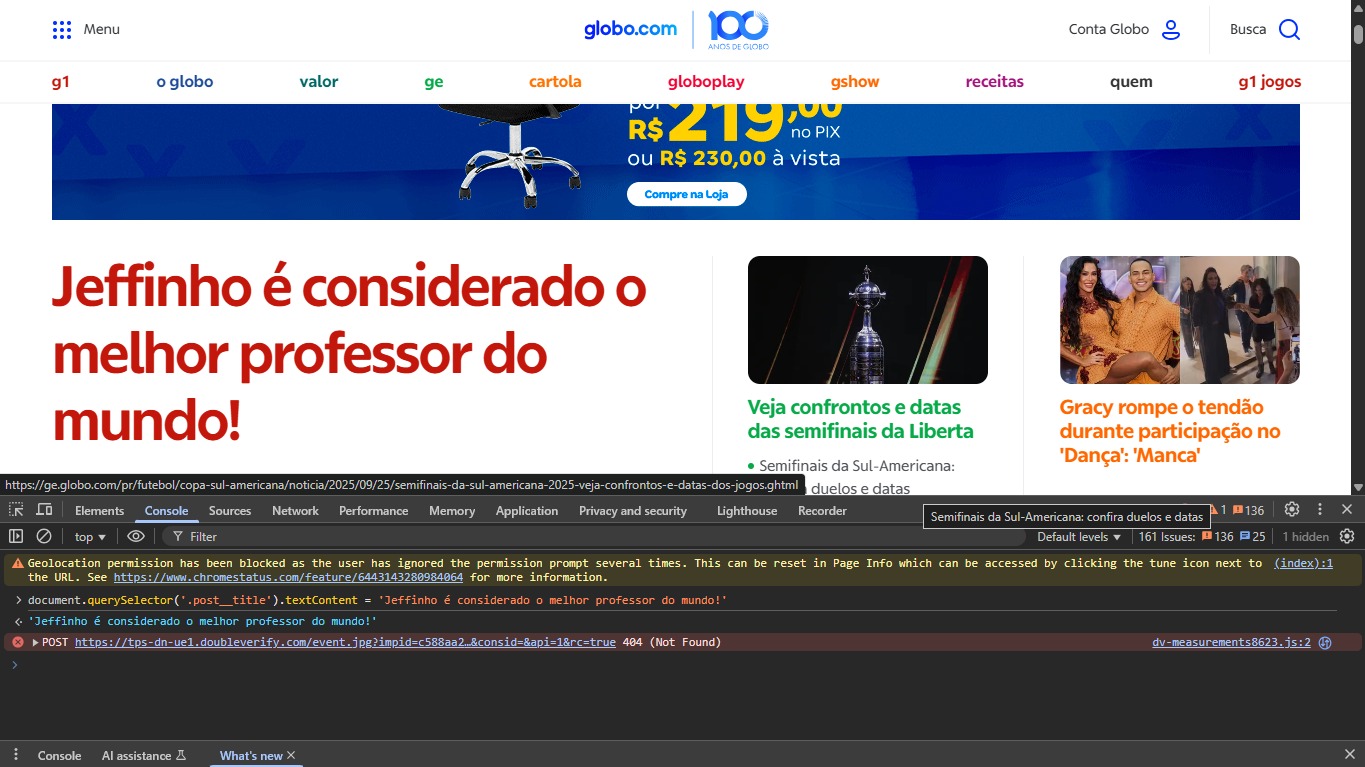 Menu
globo.com
100
ANOS DE GLOBO
Conta Globo
Busca
g1
o globo
valor
ge
cartola
globoplay
gshow
receitas
quem
g1 jogos
por
R$219,00
no PIX
ou R$ 230,00 à vista
Compre na Loja
Jeffinho é considerado o
melhor professor do
mundo!
Veja confrontos e datas
das semifinais da Liberta
Semifinais da Sul-Americana:
duelos e datas
Gracy rompe o tendão
durante participação no
'Dança': 'Manca'
https://ge.globo.com/pr/futebol/copa-sul-americana/noticia/2025/09/25/semifinais-da-sul-americana-2025-veja-confrontos-e-datas-dos-jogos.ghtml
Elements Console Sources Network Performance Memory Application Privacy and security Lighthouse Recorder
Semifinais da Sul-Americana: confira duelos e datas
1 136
top Filter Default levels 161 Issues: 136 25 1 hidden
Geolocation permission has been blocked as the user has ignored the permission prompt several times. This can be reset in Page Info which can be accessed by clicking the tune icon next to (index):1
the URL. See https://www.chromestatus.com/feature/6443143280984064 for more information.
document.querySelector('.post__title').textContent = 'Jeffinho é considerado o melhor professor do mundo!'
'Jeffinho é considerado o melhor professor do mundo!'
POST https://tps-dn-ue1.doubleverify.com/event.jpg?impid=c588aa2…&consid=&api=1&rc=true 404 (Not Found) dv-measurements8623.js:2
Console AI assistance What's new